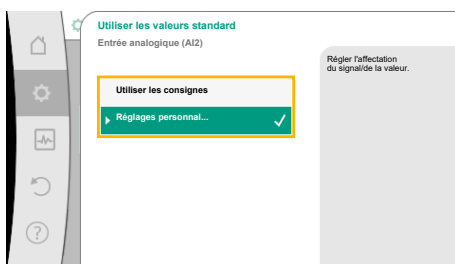 Utiliser les valeurs standard
Entrée analogique (AI2)
Régler l'affectation
du signal/de la valeur.
Utiliser les consignes
Réglages personnal...
?